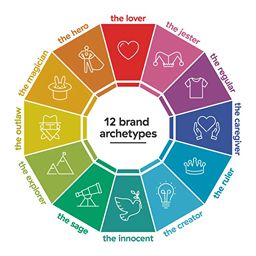 12 brand
archetypes
the lover
the jester
the regular
the caregiver
the ruler
the creator
the innocent
the sage
the explorer
the outlaw
the magician
the hero